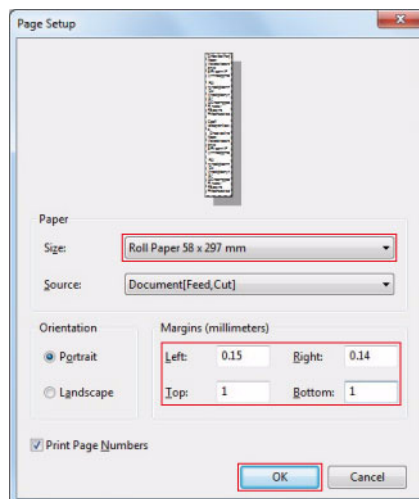 Page Setup
Paper
Size: Roll Paper 58 x 297 mm
Source: Document[Feed,Cut]
Orientation Margins (millimeters)
Portrait Left: 0.15 Right: 0.14
Landscape Top: 1 Bottom: 1
Print Page Numbers
OK Cancel